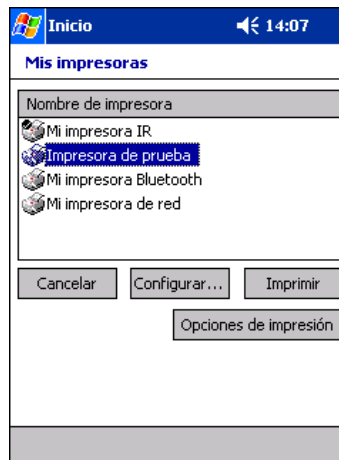 Inicio 14:07
Mis impresoras
Nombre de impresora
Mi impresora IR
Impresora de prueba
Mi impresora Bluetooth
Mi impresora de red
Cancelar Configurar... Imprimir
Opciones de impresión